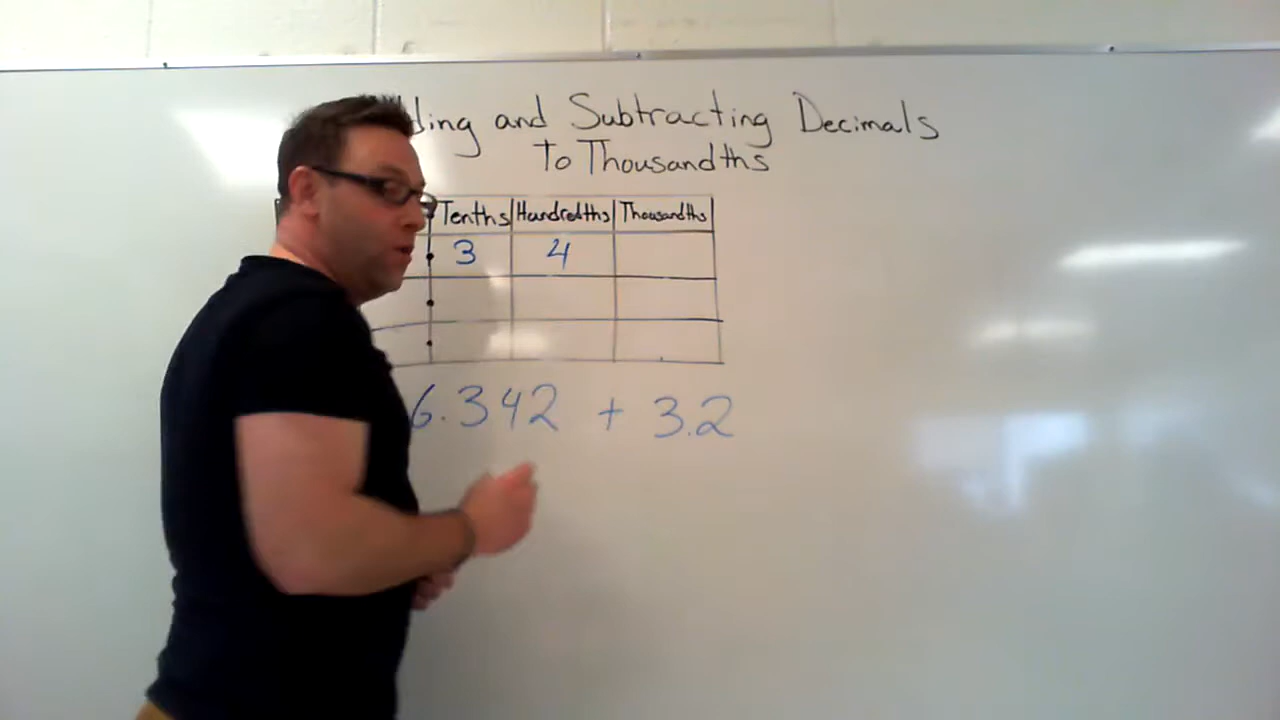 ding and Subtracting Decimals
To Thousandths
Tenths Hundredths Thousandths
. 3 4
.
.
6.342 + 3.2